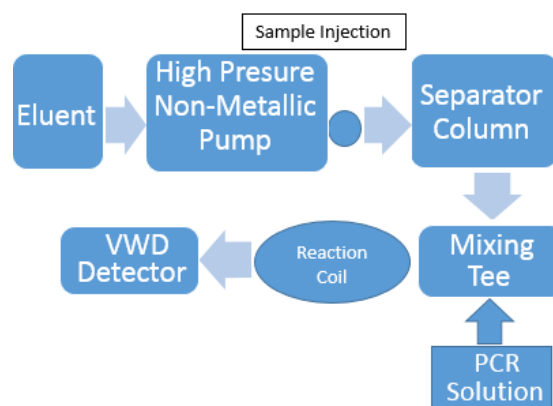 Sample Injection
Eluent
High Presure
Non-Metallic
Pump
Separator
Column
VWD
Detector
Reaction
Coil
Mixing
Tee
PCR
Solution